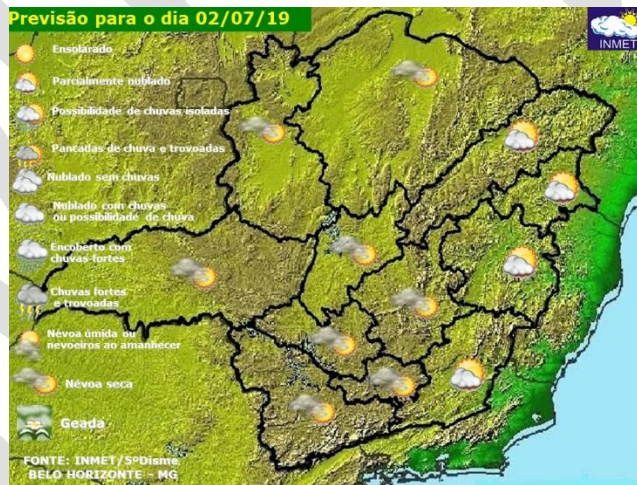 Previsão para o dia 02/07/19
INMET
Ensolarado
Parcialmente nublado
Possibilidade de chuvas isoladas
Pancadas de chuva e trovoadas
Nublado sem chuvas
Nublado com chuvas
ou possibilidade de chuva
Encoberto com
chuvas fortes
Chuvas fortes
e trovoadas
Névoa úmida ou
nevoeiros ao amanhecer
Névoa seca
Geada
FONTE: INMET/5ºDisme
BELO HORIZONTE - MG